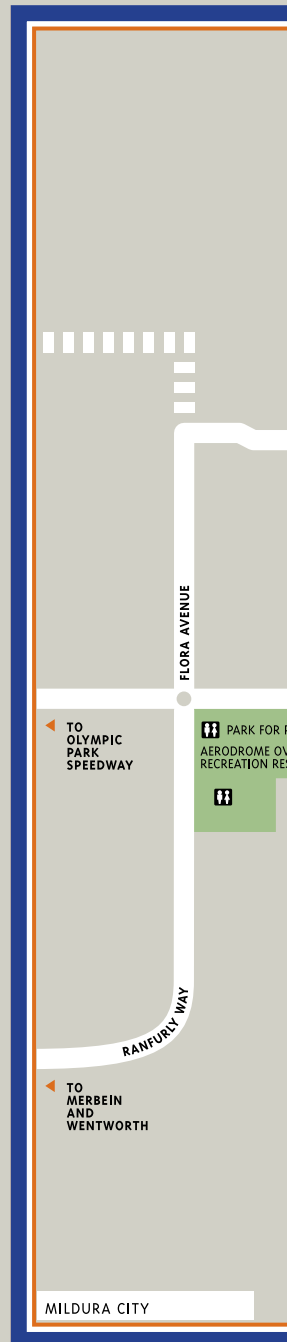 FLORA AVENUE
TO
OLYMPIC
PARK
SPEEDWAY
PARK FOR
AERODROME
RECREATION
RANFURLY WAY
TO
MERBEIN
AND
WENTWORTH
MILDURA CITY